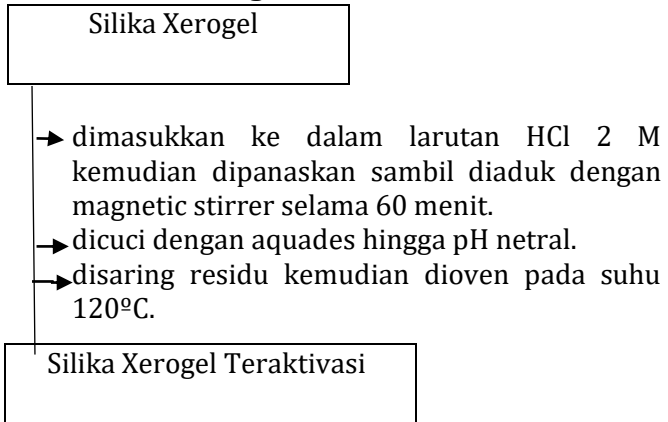 Silika Xerogel
dimasukkan ke dalam larutan HCl 2 M
kemudian dipanaskan sambil diaduk dengan
magnetic stirrer selama 60 menit.
dicuci dengan aquades hingga pH netral.
disaring residu kemudian dioven pada suhu
120ºC.
Silika Xerogel Teraktivasi